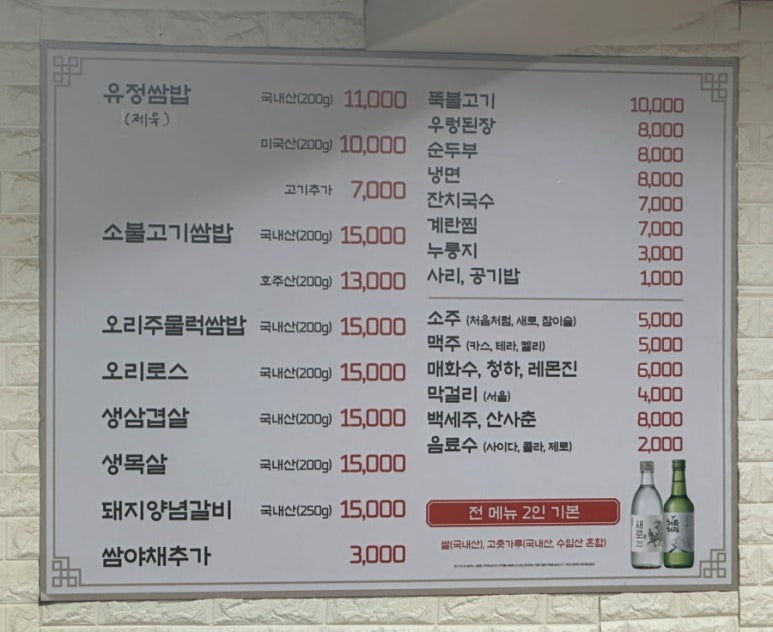 유정쌈밥 국내산(200g) 11,000
(제육)
미국산(200g) 10,000
고기추가 7,000
소불고기쌈밥 국내산(200g) 15,000
호주산(200g) 13,000
오리주물럭쌈밥 국내산(200g) 15,000
오리로스 국내산(200g) 15,000
생삼겹살 국내산(200g) 15,000
생목살 국내산(200g) 15,000
돼지양념갈비 국내산(250g) 15,000
쌈야채추가 3,000
뚝불고기 10,000
우렁된장 8,000
순두부 8,000
냉면 8,000
잔치국수 7,000
계란찜 7,000
누룽지 3,000
사리, 공기밥 1,000
소주 (처음처럼, 새로, 참이슬) 5,000
맥주 (카스, 테라, 켈리) 5,000
매화수, 청하, 레몬진 6,000
막걸리 (서울) 4,000
백세주, 산사춘 8,000
음료수 (사이다, 콜라, 제로) 2,000
전 메뉴 2인 기본
쌀(국내산), 고춧가루(국내산, 수입산 혼합)
새로
처음처럼